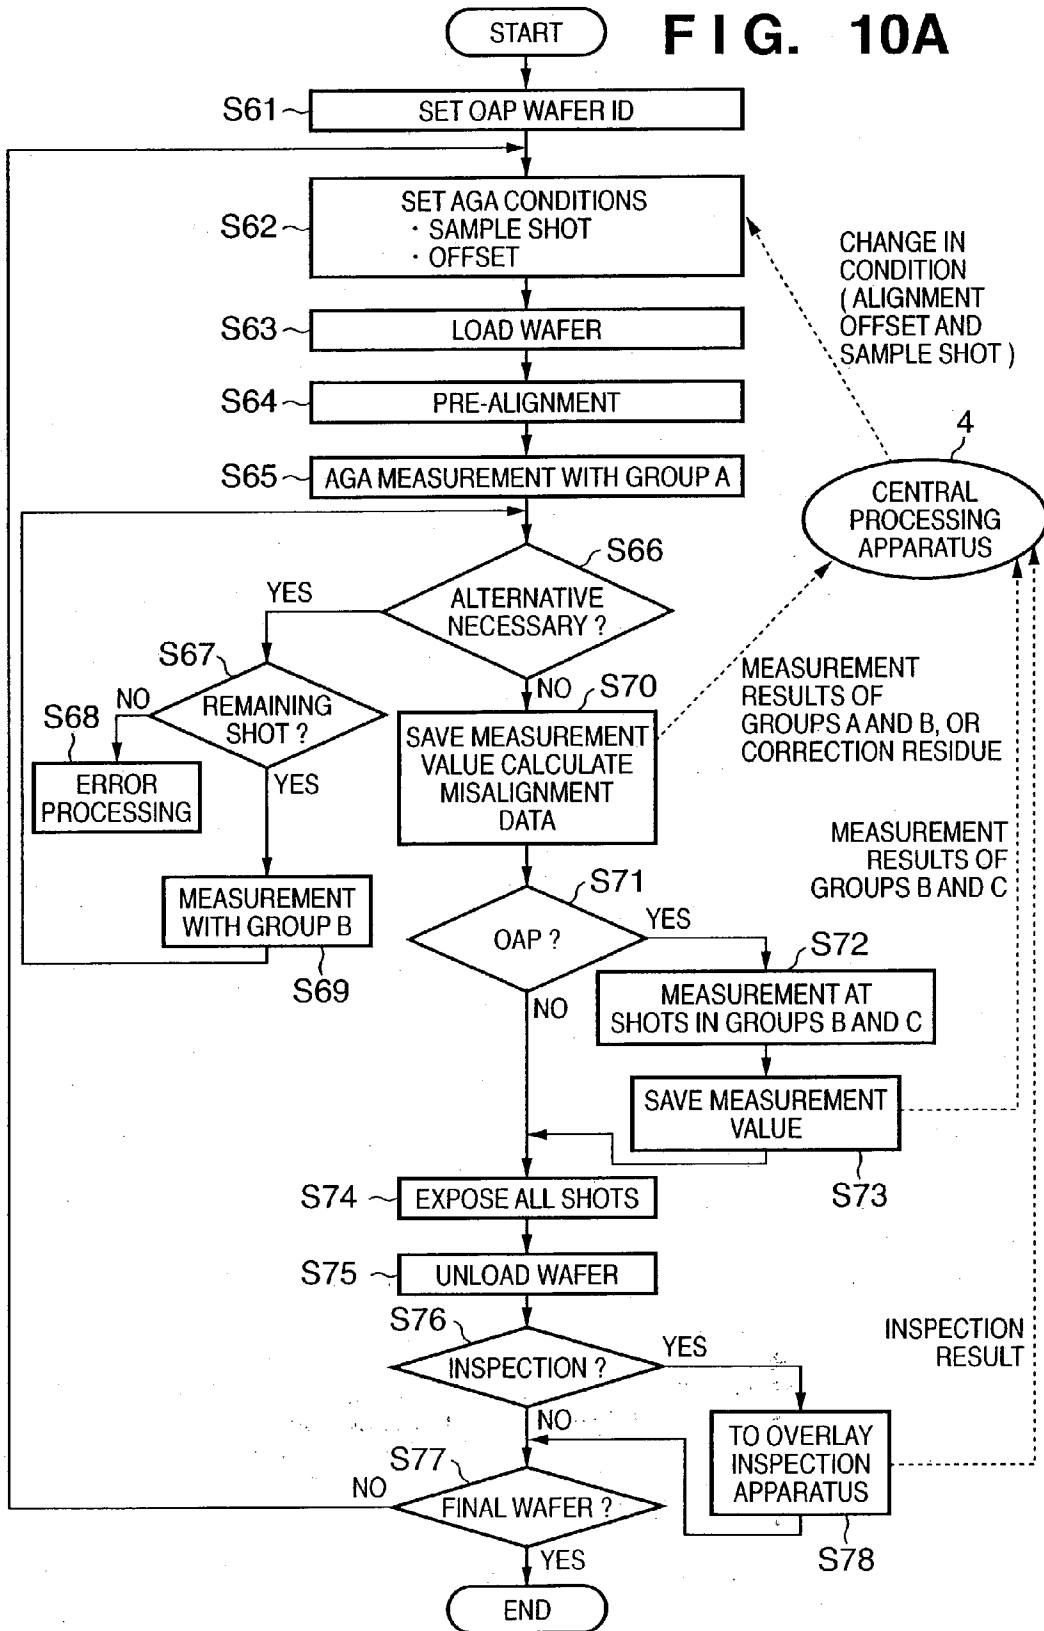 START
FIG. 10A
S61
SET OAP WAFER ID
S62
SET AGA CONDITIONS
· SAMPLE SHOT
· OFFSET
CHANGE IN
CONDITION
( ALIGNMENT
OFFSET AND
SAMPLE SHOT )
S63
LOAD WAFER
S64
PRE-ALIGNMENT
S65
AGA MEASUREMENT WITH GROUP A
4
CENTRAL
PROCESSING
APPARATUS
S66
ALTERNATIVE
NECESSARY ?
YES
NO
S67
REMAINING
SHOT ?
NO
YES
S68
ERROR
PROCESSING
S69
MEASUREMENT
WITH GROUP B
S70
SAVE MEASUREMENT
VALUE CALCULATE
MISALIGNMENT
DATA
MEASUREMENT
RESULTS OF
GROUPS A AND B, OR
CORRECTION RESIDUE
MEASUREMENT
RESULTS OF
GROUPS B AND C
S71
OAP ?
YES
NO
S72
MEASUREMENT AT
SHOTS IN GROUPS B AND C
SAVE MEASUREMENT
VALUE
S73
S74
EXPOSE ALL SHOTS
S75
UNLOAD WAFER
S76
INSPECTION ?
YES
NO
INSPECTION
RESULT
TO OVERLAY
INSPECTION
APPARATUS
S78
S77
FINAL WAFER ?
NO
YES
END